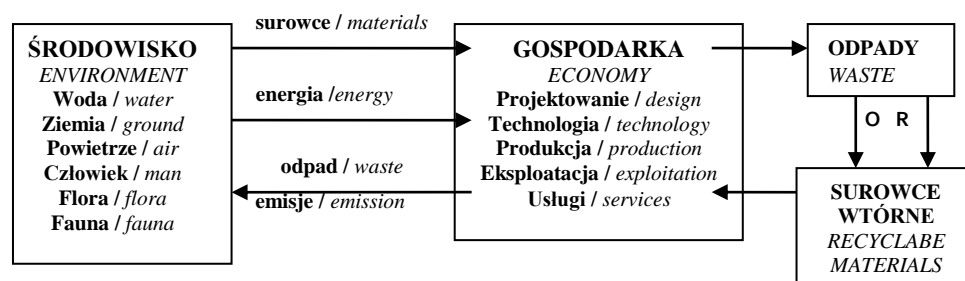 ŚRODOWISKO
ENVIRONMENT
Woda / water
Ziemia / ground
Powietrze / air
Człowiek / man
Flora / flora
Fauna / fauna
surowce / materials
energia /energy
odpad / waste
emisje / emission
GOSPODARKA
ECONOMY
Projektowanie / design
Technologia / technology
Produkcja / production
Eksploatacja / exploitation
Usługi / services
ODPADY
WASTE
O R
SUROWCE
WTÓRNE
RECYCLABE
MATERIALS